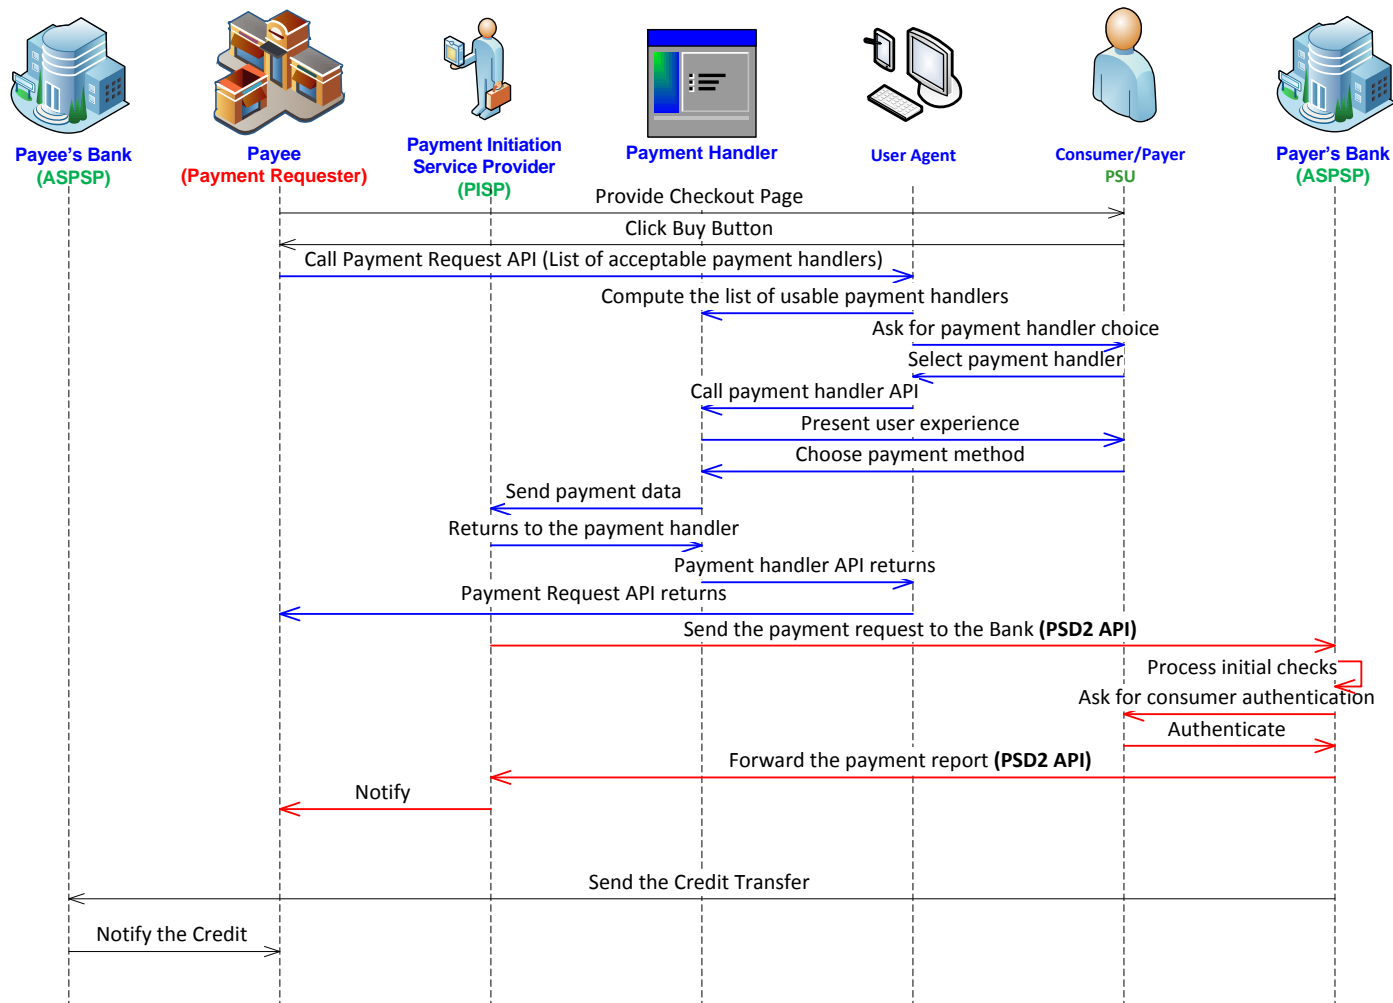 Payee's Bank
(ASPSP)
Payee
(Payment Requester)
Payment Initiation
Service Provider
(PISP)
Payment Handler
User Agent
Consumer/Payer
PSU
Payer's Bank
(ASPSP)
Provide Checkout Page
Click Buy Button
Call Payment Request API (List of acceptable payment handlers)
Compute the list of usable payment handlers
Ask for payment handler choice
Select payment handler
Call payment handler API
Present user experience
Choose payment method
Send payment data
Returns to the payment handler
Payment handler API returns
Payment Request API returns
Send the payment request to the Bank (PSD2 API)
Process initial checks
Ask for consumer authentication
Authenticate
Forward the payment report (PSD2 API)
Notify
Send the Credit Transfer
Notify the Credit